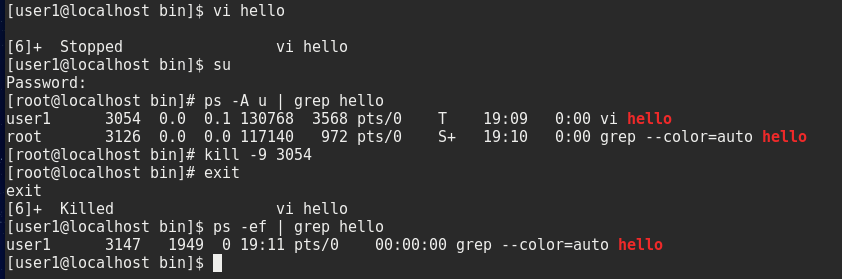 [user1@localhost bin]$ vi hello
[6]+  Stopped                 vi hello
[user1@localhost bin]$ su
Password:
[root@localhost bin]# ps -A u | grep hello
user1      3054  0.0  0.1 130768  3568 pts/0    T    19:09   0:00 vi hello
root       3126  0.0  0.0 117140   972 pts/0    S+   19:10   0:00 grep --color=auto hello
[root@localhost bin]# kill -9 3054
[root@localhost bin]# exit
exit
[6]+  Killed                  vi hello
[user1@localhost bin]$ ps -ef | grep hello
user1      3147   1949  0 19:11 pts/0    00:00:00 grep --color=auto hello
[user1@localhost bin]$